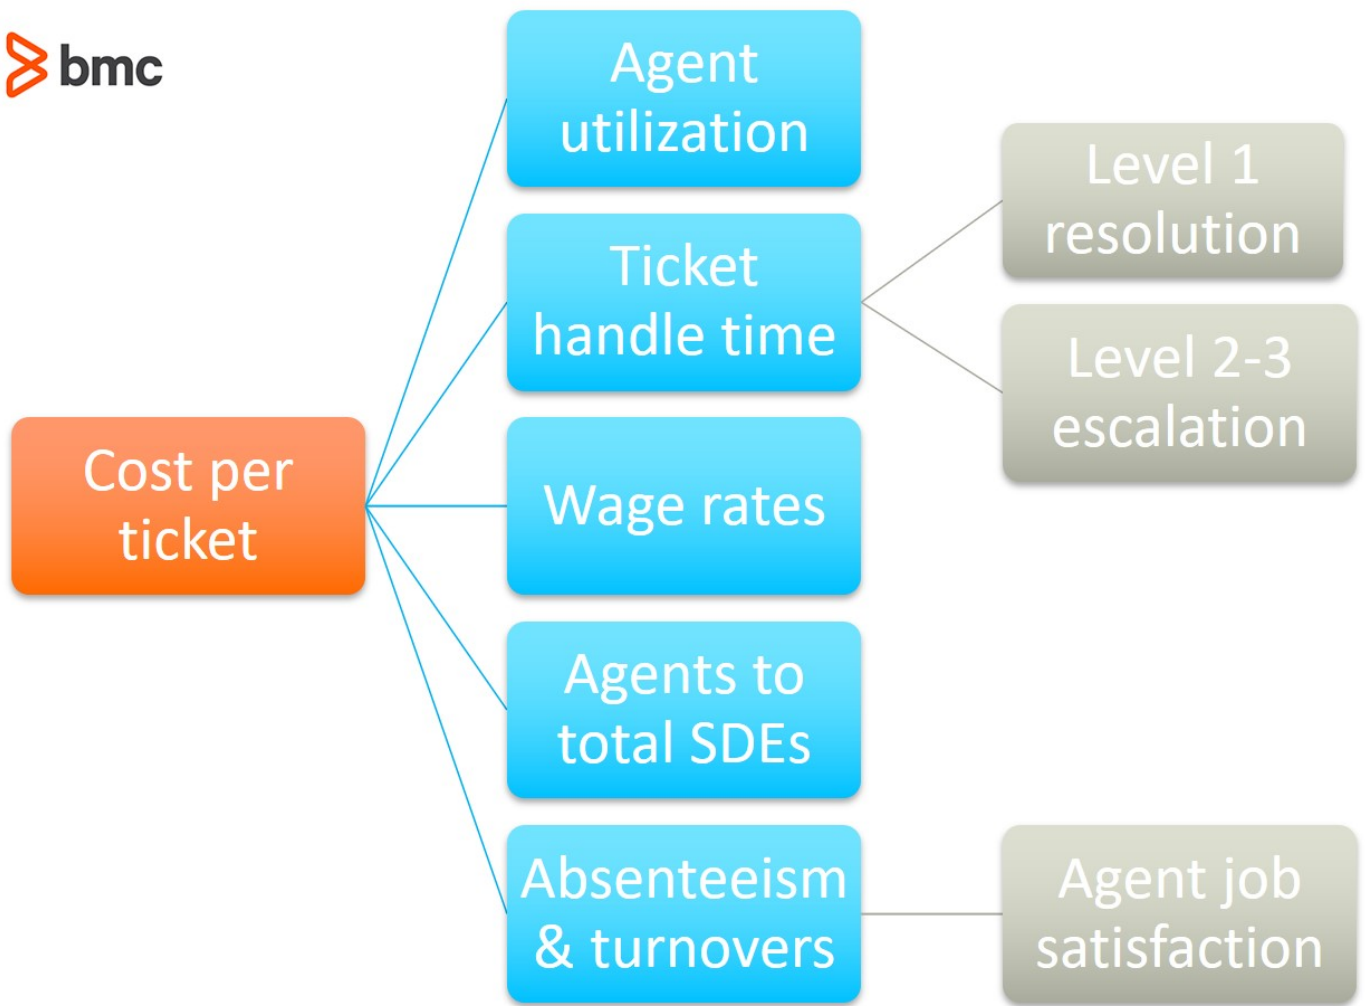 bmc
Agent
utilization
Ticket
handle time
Level 1
resolution
Level 2-3
escalation
Cost per
ticket
Wage rates
Agents to
total SDEs
Absenteeism
& turnovers
Agent job
satisfaction